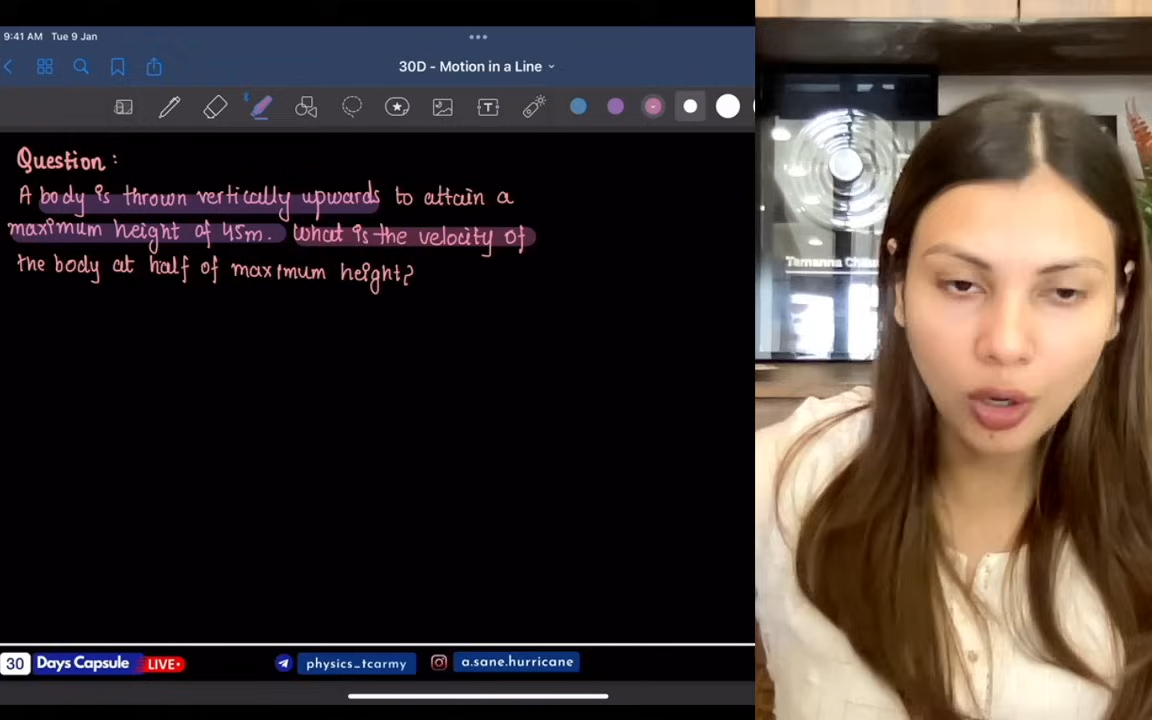 9:41 AM Tue 9 Jan
30D - Motion in a Line
Question:
A body is thrown vertically upwards to attain a
maximum height of 45m. What is the velocity of
the body at half of maximum height?
30 Days Capsule LIVE physics_tcarmy a.sane.hurricane